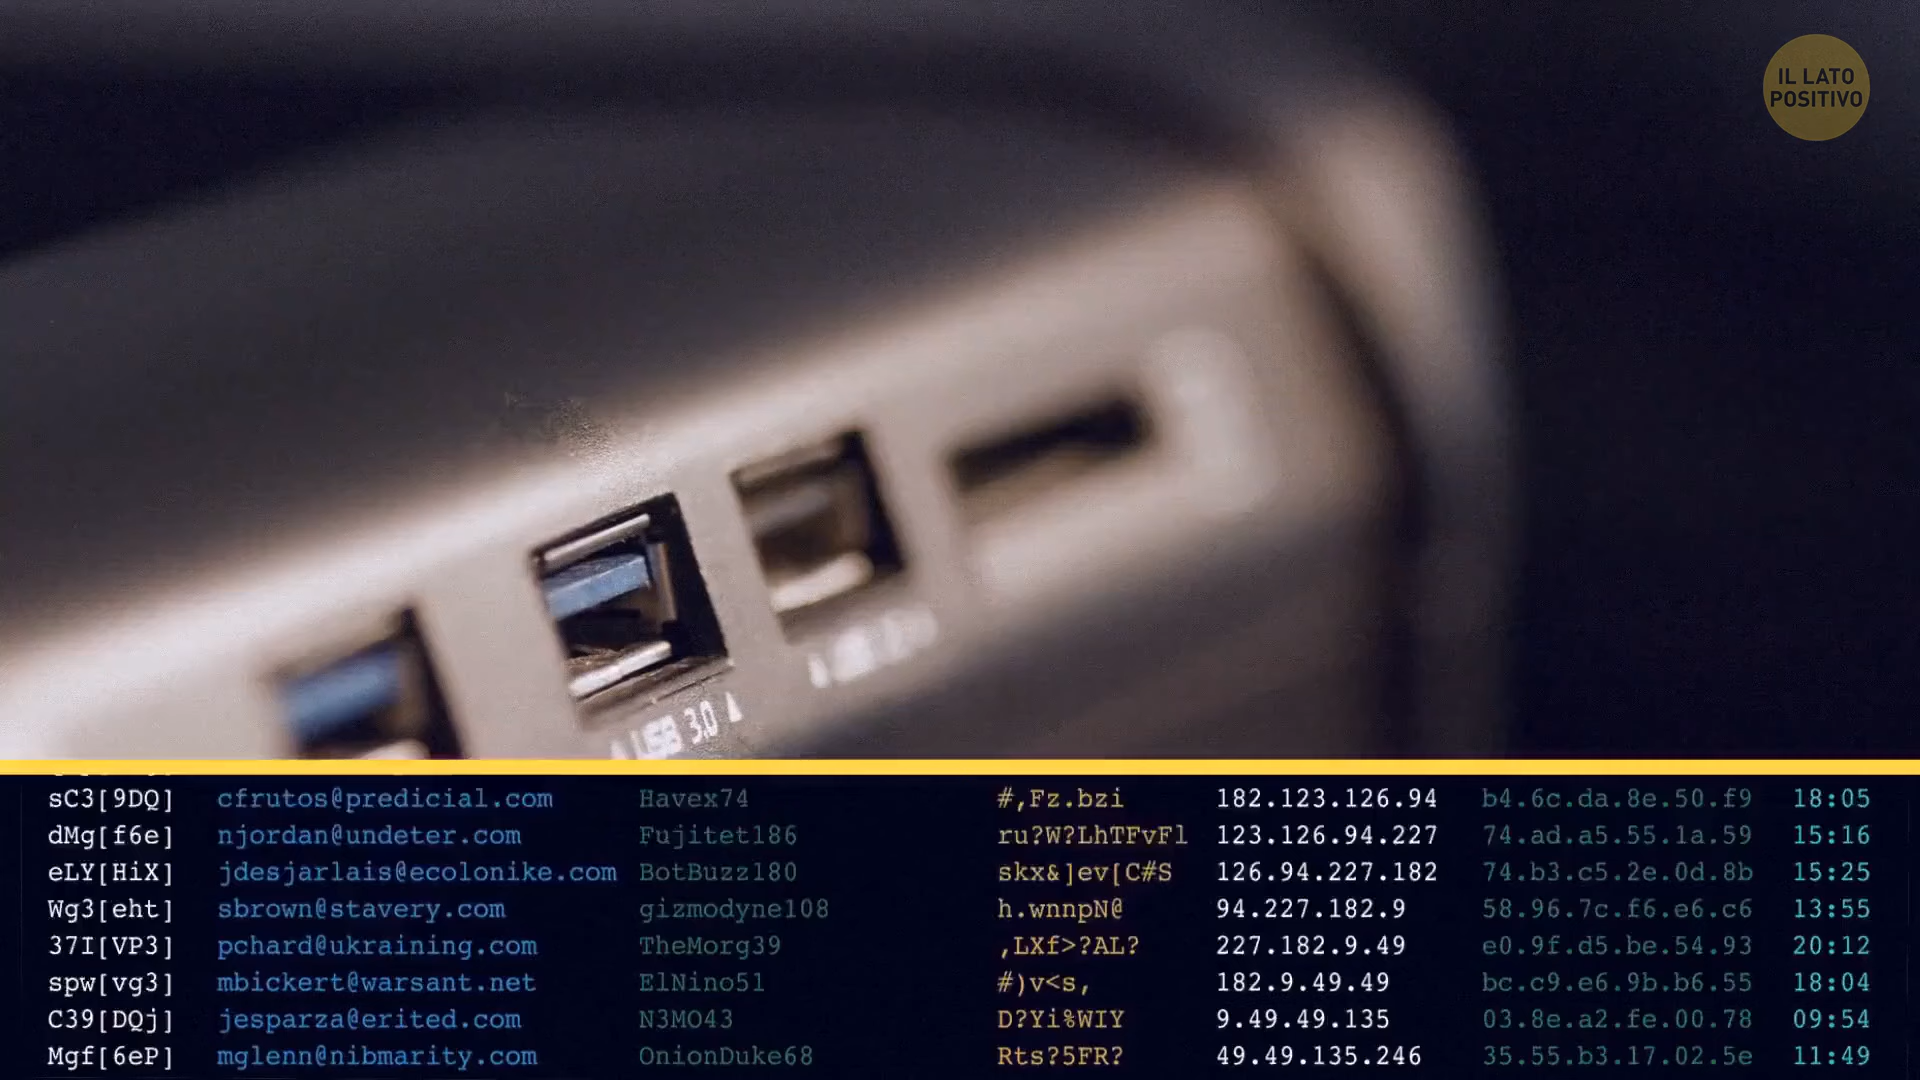 IL LATO
POSITIVO
USB 3.0
sC3[9DQ] cfrutos@predicial.com Havex74 #,Fz.bzi 182.123.126.94 b4.6c.da.8e.50.f9 18:05
dMg[f6e] njordan@undeter.com Fujitet186 ru?W?LhTFvFl 123.126.94.227 74.ad.a5.55.1a.59 15:16
eLY[HiX] jdesjarlais@ecolonike.com BotBuzz180 skx&]ev[C#S 126.94.227.182 74.b3.c5.2e.0d.8b 15:25
Wg3[eht] sbrown@stavery.com gizmodyne108 h.wnnpN@ 94.227.182.9 58.96.7c.f6.e6.c6 13:55
37I[VP3] pchard@ukraining.com TheMorg39 ,LXf>?AL? 227.182.9.49 e0.9f.d5.be.54.93 20:12
spw[vg3] mbickert@warsant.net ElNino51 #)v<s, 182.9.49.49 bc.c9.e6.9b.b6.55 18:04
C39[DQj] jesparza@erited.com N3MO43 D?Yi%WIY 9.49.49.135 03.8e.a2.fe.00.78 09:54
Mgf[6eP] mglenn@nibmarity.com OnionDuke68 Rts?5FR? 49.49.135.246 35.55.b3.17.02.5e 11:49